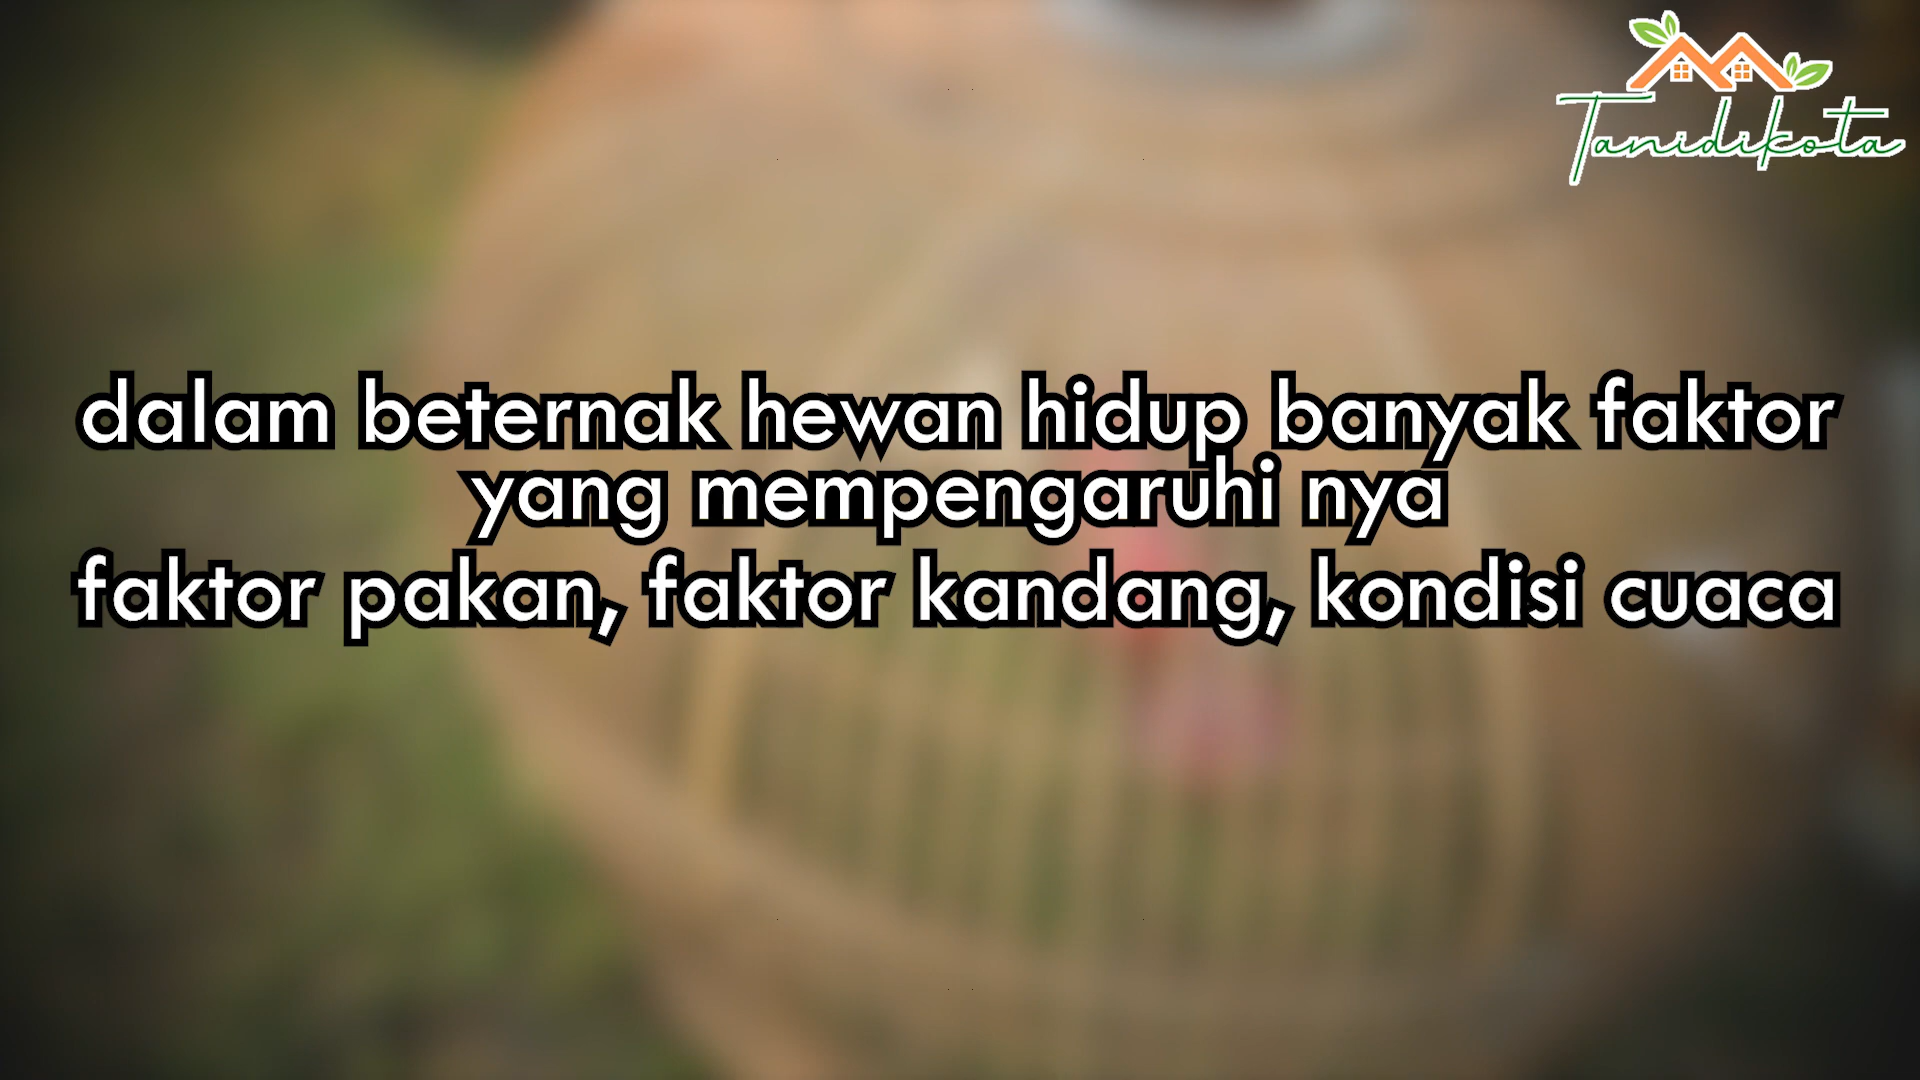 Tanidikota
dalam beternak hewan hidup banyak faktor
yang mempengaruhi nya
faktor pakan, faktor kandang, kondisi cuaca